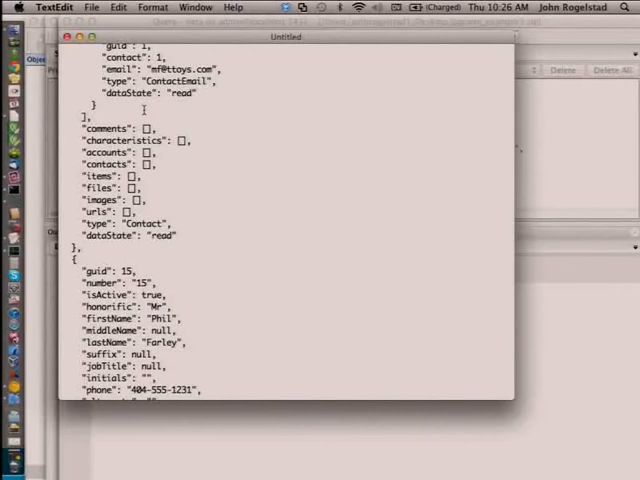 TextEdit File Edit Format Window Help (Charged) Thu 10:26 AM John Rogelstad
Untitled
Delete Delete All
"guid": 1,
"contact": 1,
"email": "mf@ttoys.com",
"type": "ContactEmail",
"dataState": "read"
}
],
"comments": [],
"characteristics": [],
"accounts": [],
"contacts": [],
"items": [],
"files": [],
"images": [],
"urls": [],
"type": "Contact",
"dataState": "read"
},
{
"guid": 15,
"number": "15",
"isActive": true,
"honorific": "Mr",
"firstName": "Phil",
"middleName": null,
"lastName": "Farley",
"suffix": null,
"jobTitle": null,
"initials": "",
"phone": "404-555-1231",